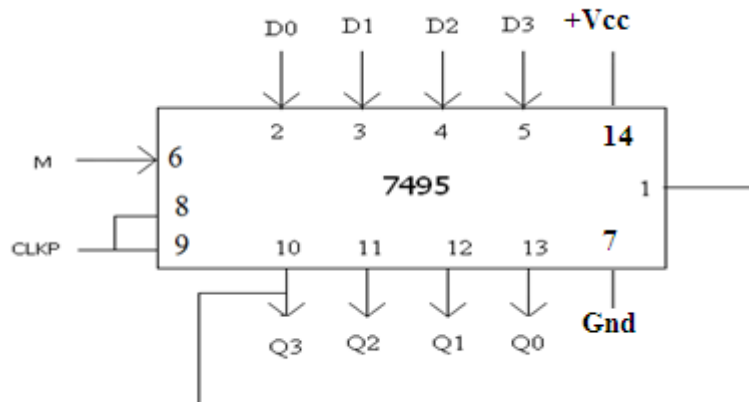 D0 D1 D2 D3 +Vcc
2 3 4 5 14
M 6
7495 1
8
CLKP 9
10 11 12 13 7
Q3 Q2 Q1 Q0 Gnd